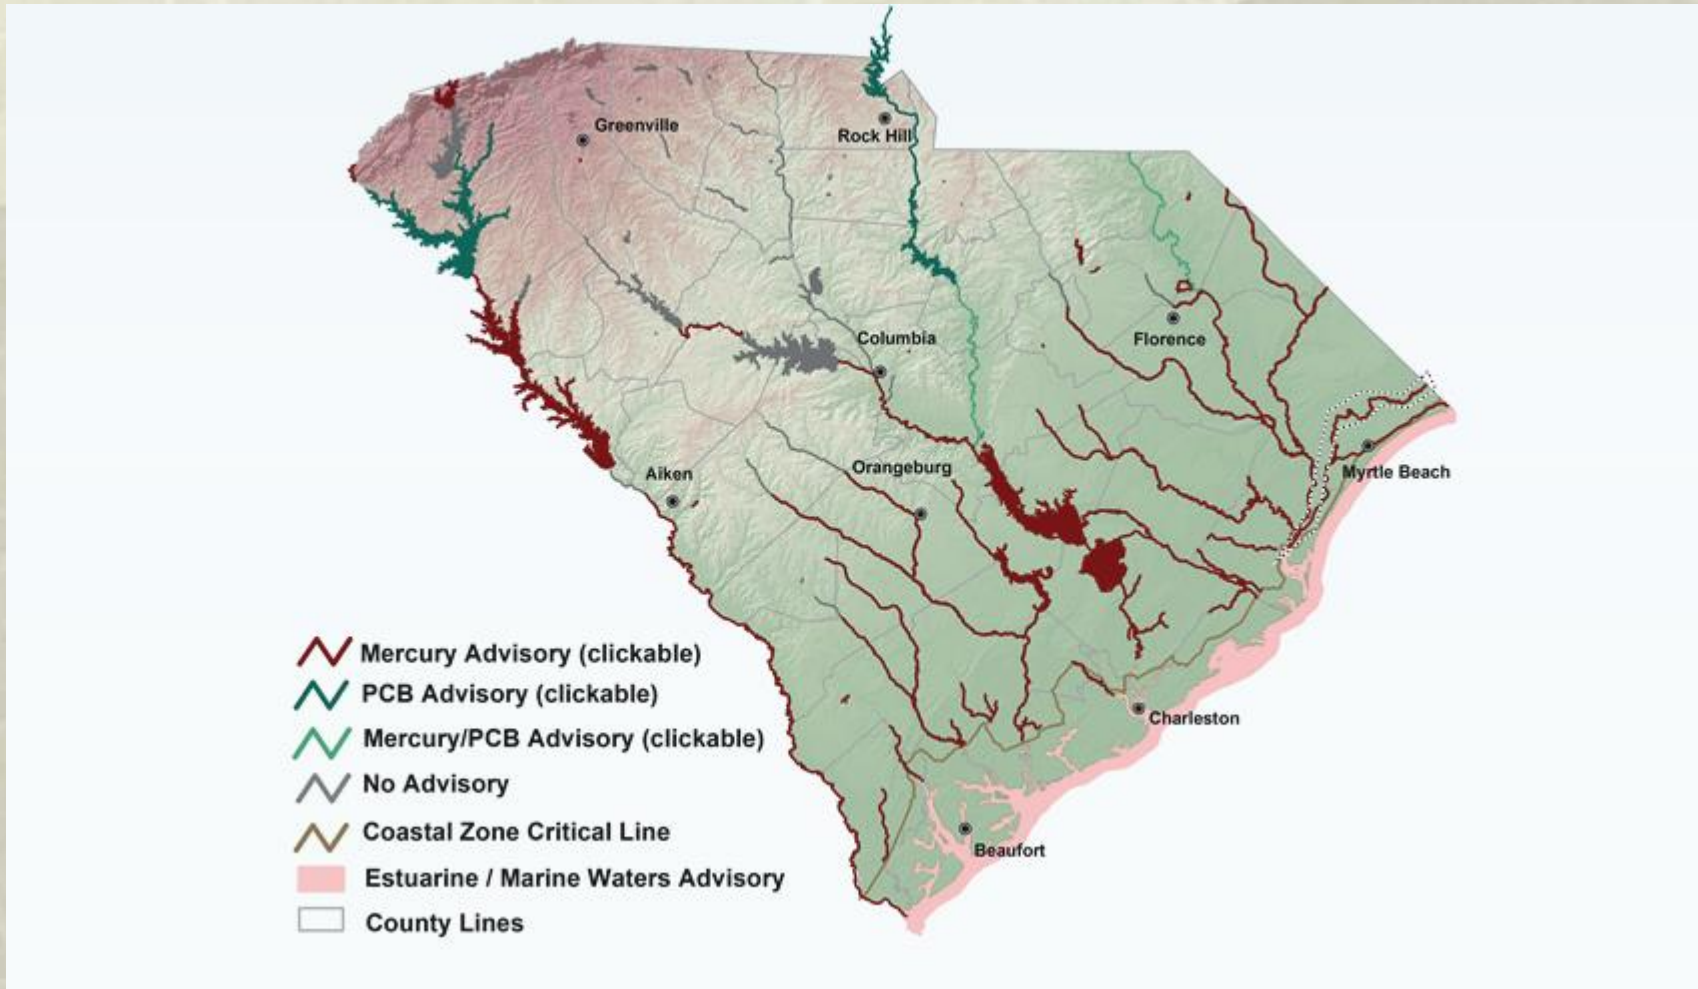 Greenville
Rock Hill
Columbia
Florence
Myrtle Beach
Orangeburg
Aiken
Charleston
Beaufort
Mercury Advisory (clickable)
PCB Advisory (clickable)
Mercury/PCB Advisory (clickable)
No Advisory
Coastal Zone Critical Line
Estuarine / Marine Waters Advisory
County Lines